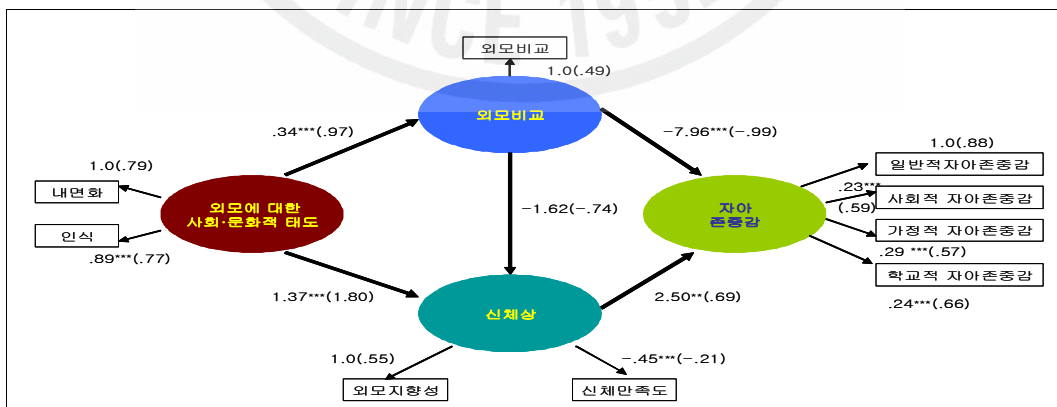 SINCE 195
외모비교
1.0(.49)
외모비교
.34***(.97)
-7.96***(-.99)
1.0(.88)
일반적자아존중감
1.0(.79)
내면화
외모에 대한
사회·문화적 태도
인식
.89***(.77)
-1.62(-.74)
자아
존중감
.23***
(.59)
사회적 자아존중감
가정적 자아존중감
.29 ***(.57)
학교적 자아존중감
.24***(.66)
1.37***(1.80)
신체상
2.50**(.69)
1.0(.55)
외모지향성
-.45***(-.21)
신체만족도